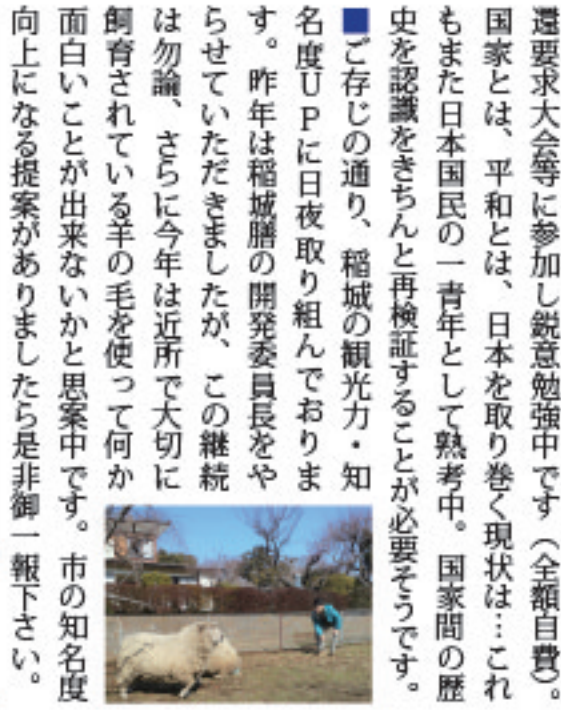 還要求大会等に参加し鋭意勉強中です（全額自費）。
国家とは、平和とは、日本を取り巻く現状は…これ
もまた日本国民の一青年として熟考中。国家間の歴
史を認識をきちんと再検証することが必要そうです。
■ご存じの通り、稲城の観光力・知
名度ＵＰに日夜取り組んでおりま
す。昨年は稲城膳の開発委員長をや
らせていただきましたが、この継続
は勿論、さらに今年は近所で大切に
飼育されている羊の毛を使って何か
面白いことが出来ないかと思案中です。市の知名度
向上になる提案がありましたら是非御一報下さい。